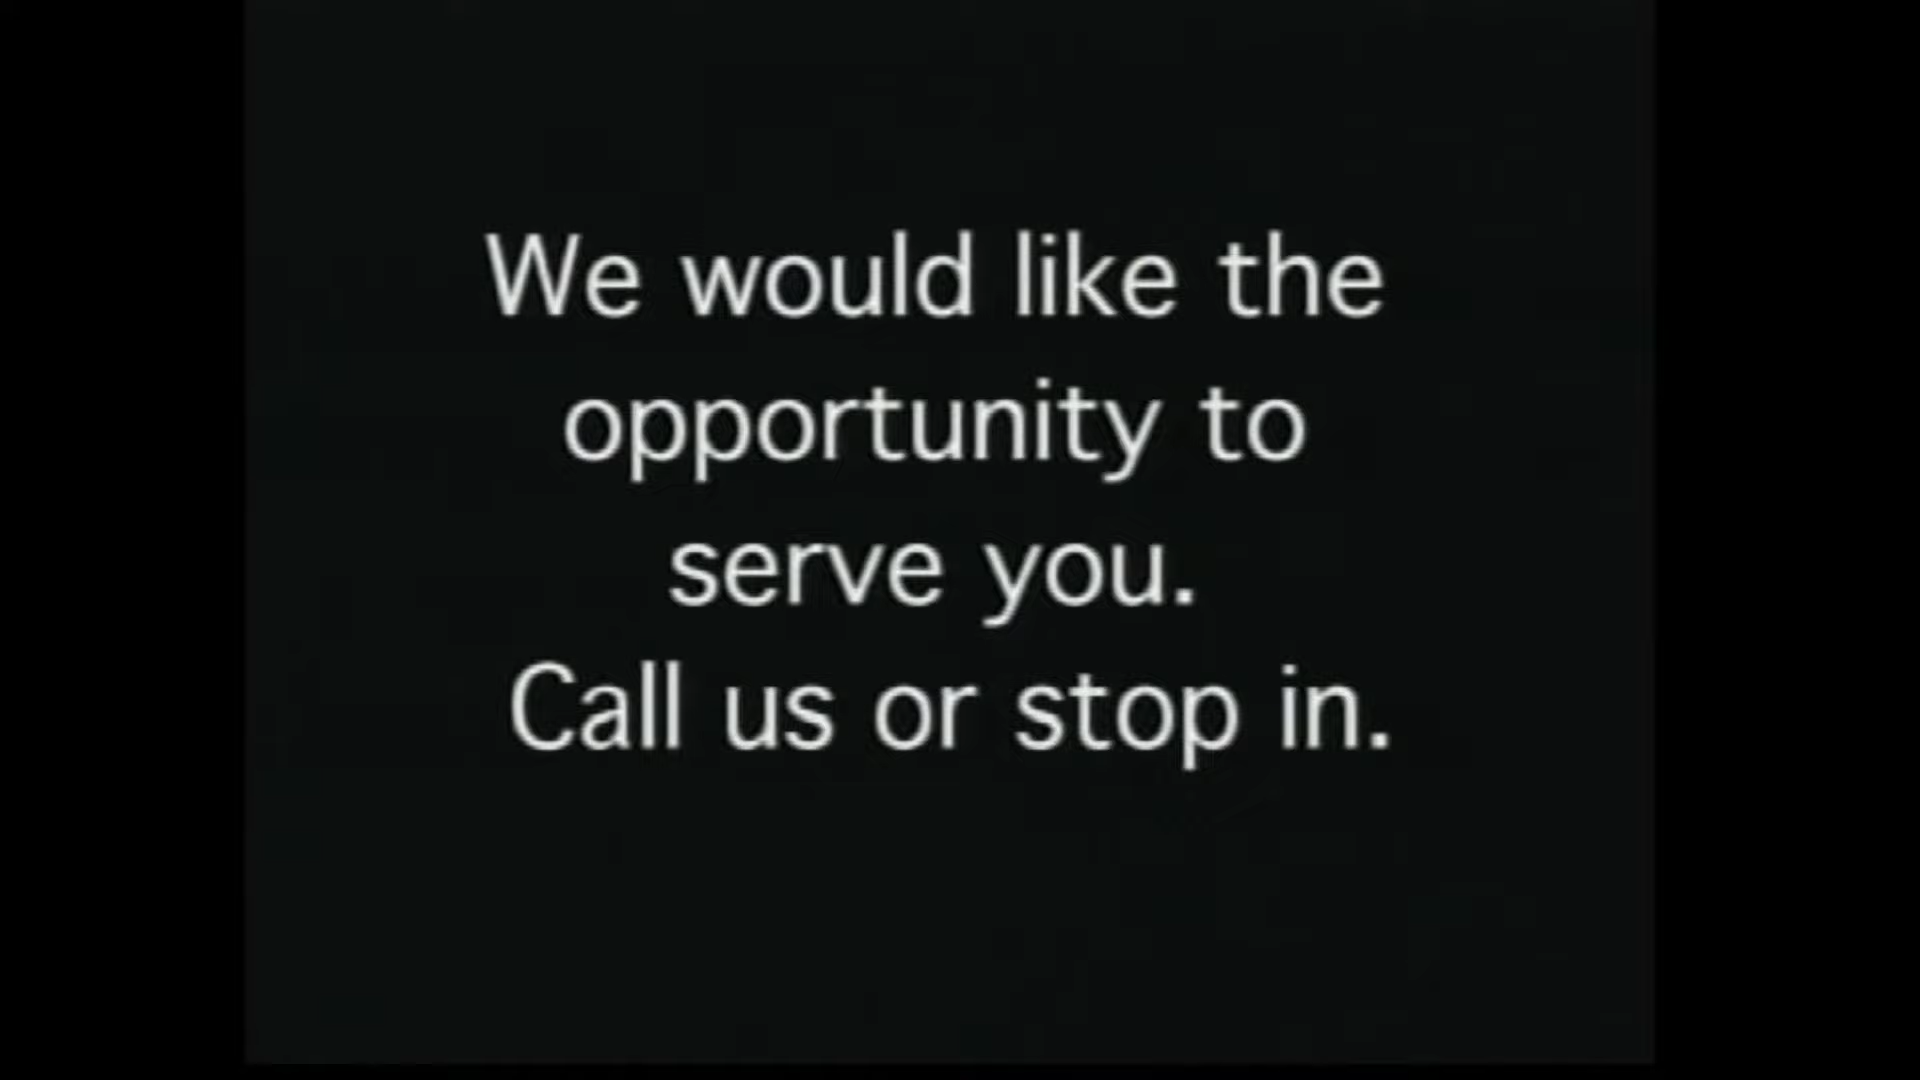 We would like the
opportunity to
serve you.
Call us or stop in.